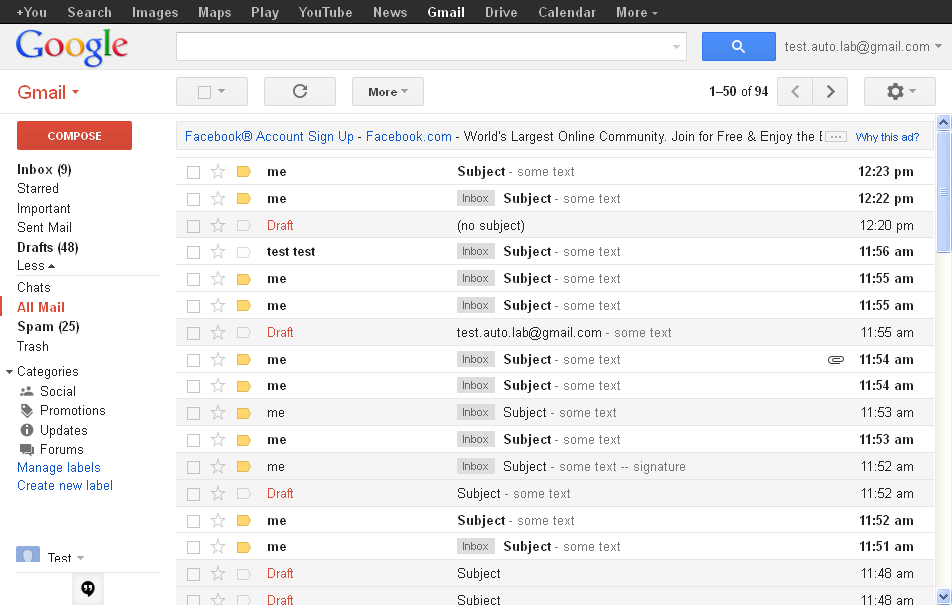 +You Search Images Maps Play YouTube News Gmail Drive Calendar More
Google
test.auto.lab@gmail.com
Gmail
More
1–50 of 94
COMPOSE
Inbox (9)
Starred
Important
Sent Mail
Drafts (48)
Less
Chats
All Mail
Spam (25)
Trash
Categories
Social
Promotions
Updates
Forums
Manage labels
Create new label
Test
Facebook® Account Sign Up - Facebook.com - World's Largest Online Community. Join for Free & Enjoy the Why this ad?
me Subject - some text 12:23 pm
me Inbox Subject - some text 12:22 pm
Draft (no subject) 12:20 pm
test test Inbox Subject - some text 11:56 am
me Inbox Subject - some text 11:55 am
me Inbox Subject - some text 11:55 am
Draft test.auto.lab@gmail.com - some text 11:55 am
me Inbox Subject - some text 11:54 am
me Inbox Subject - some text 11:54 am
me Inbox Subject - some text 11:53 am
me Inbox Subject - some text 11:53 am
me Inbox Subject - some text -- signature 11:52 am
Draft Subject - some text 11:52 am
me Subject - some text 11:52 am
me Inbox Subject - some text 11:51 am
Draft Subject 11:48 am
Draft Subject 11:48 am